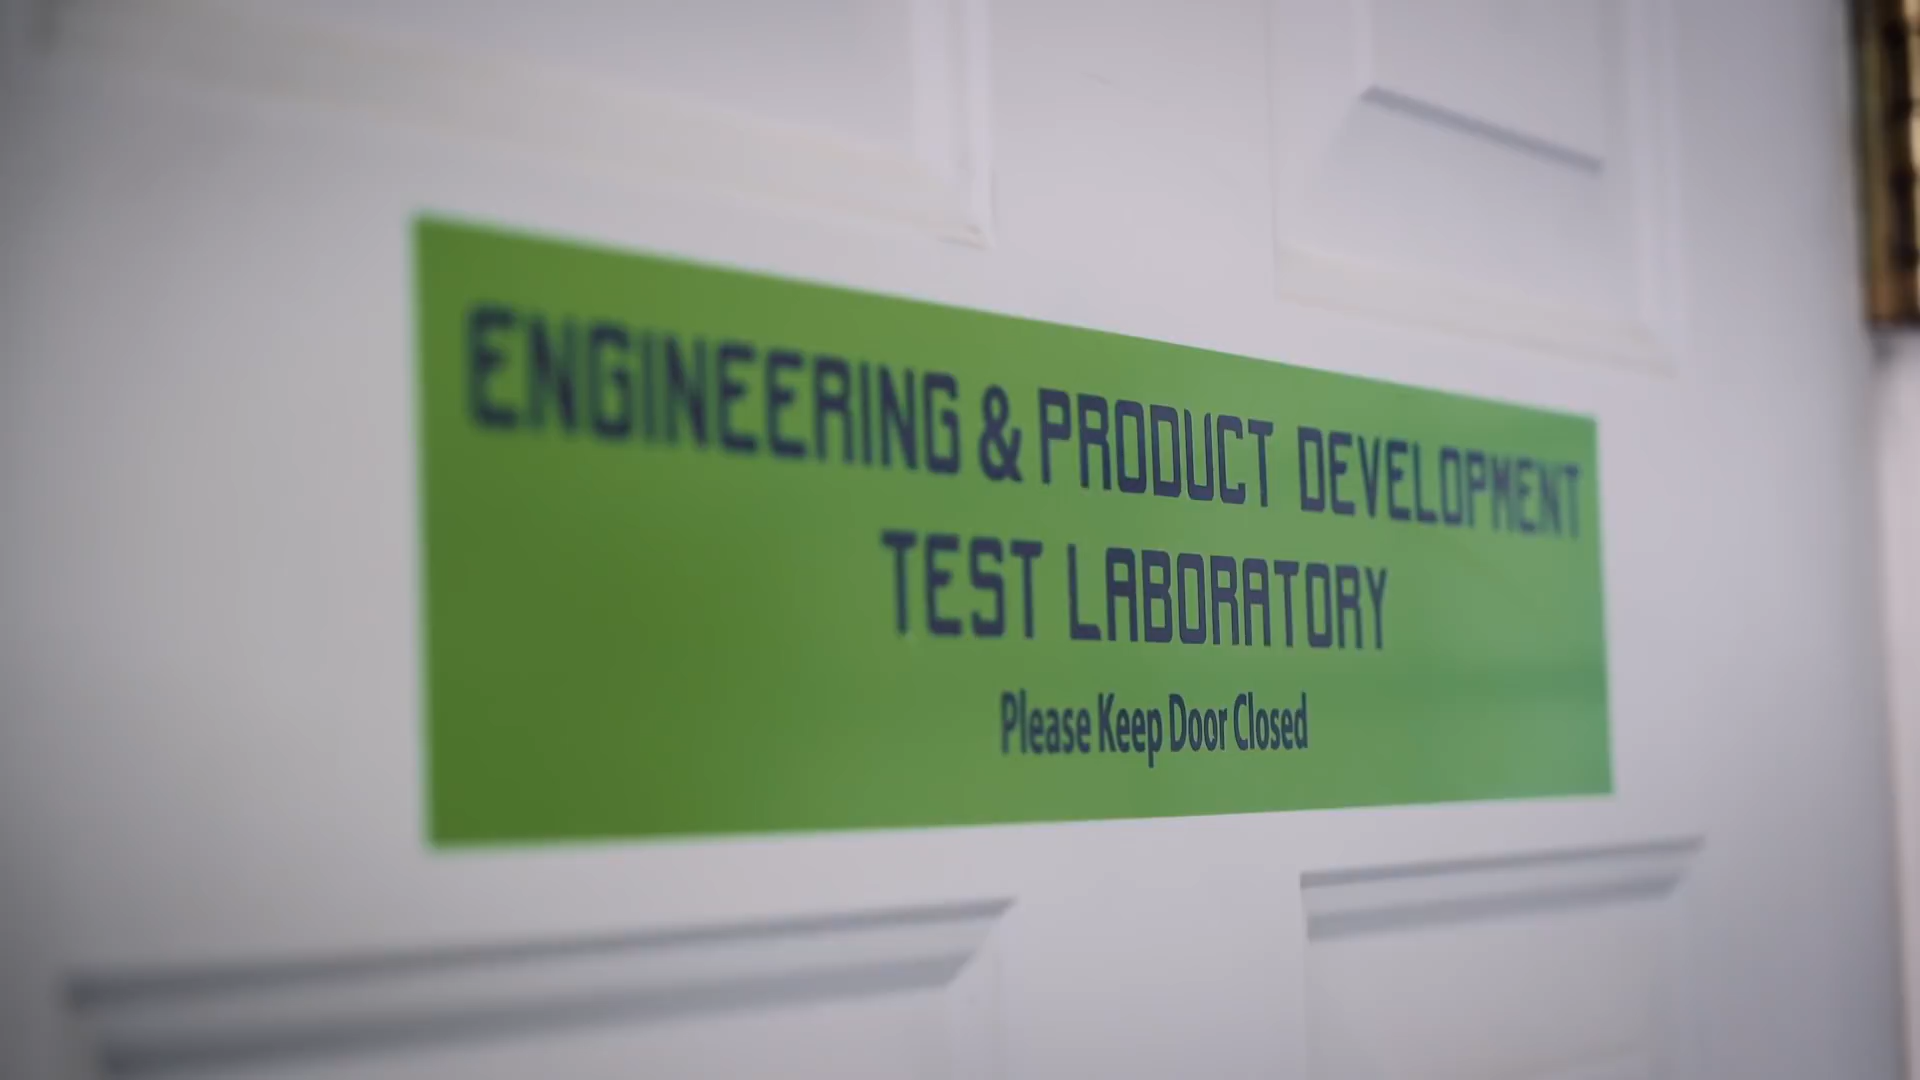 ENGINEERING & PRODUCT DEVELOPMENT
TEST LABORATORY
Please Keep Door Closed